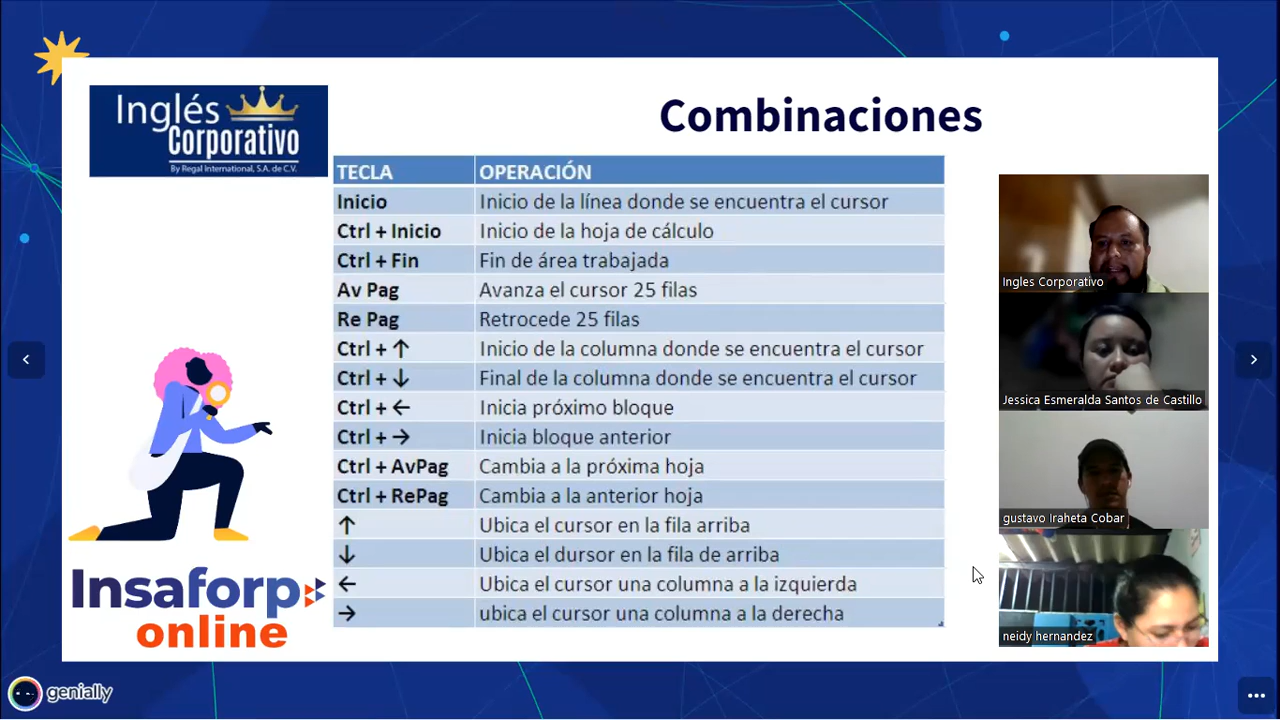 Inglés
Corporativo
By Regal International, S.A. de C.V.
Combinaciones
TECLA OPERACIÓN
Inicio Inicio de la línea donde se encuentra el cursor
Ctrl + Inicio Inicio de la hoja de cálculo
Ctrl + Fin Fin de área trabajada
Av Pag Avanza el cursor 25 filas
Re Pag Retrocede 25 filas
Ctrl + ↑ Inicio de la columna donde se encuentra el cursor
Ctrl + ↓ Final de la columna donde se encuentra el cursor
Ctrl + ← Inicia próximo bloque
Ctrl + → Inicia bloque anterior
Ctrl + AvPag Cambia a la próxima hoja
Ctrl + RePag Cambia a la anterior hoja
↑ Ubica el cursor en la fila arriba
↓ Ubica el dursor en la fila de arriba
← Ubica el cursor una columna a la izquierda
→ ubica el cursor una columna a la derecha
Insaforp
online
Ingles Corporativo
Jessica Esmeralda Santos de Castillo
gustavo Iraheta Cobar
neidy hernandez
genially